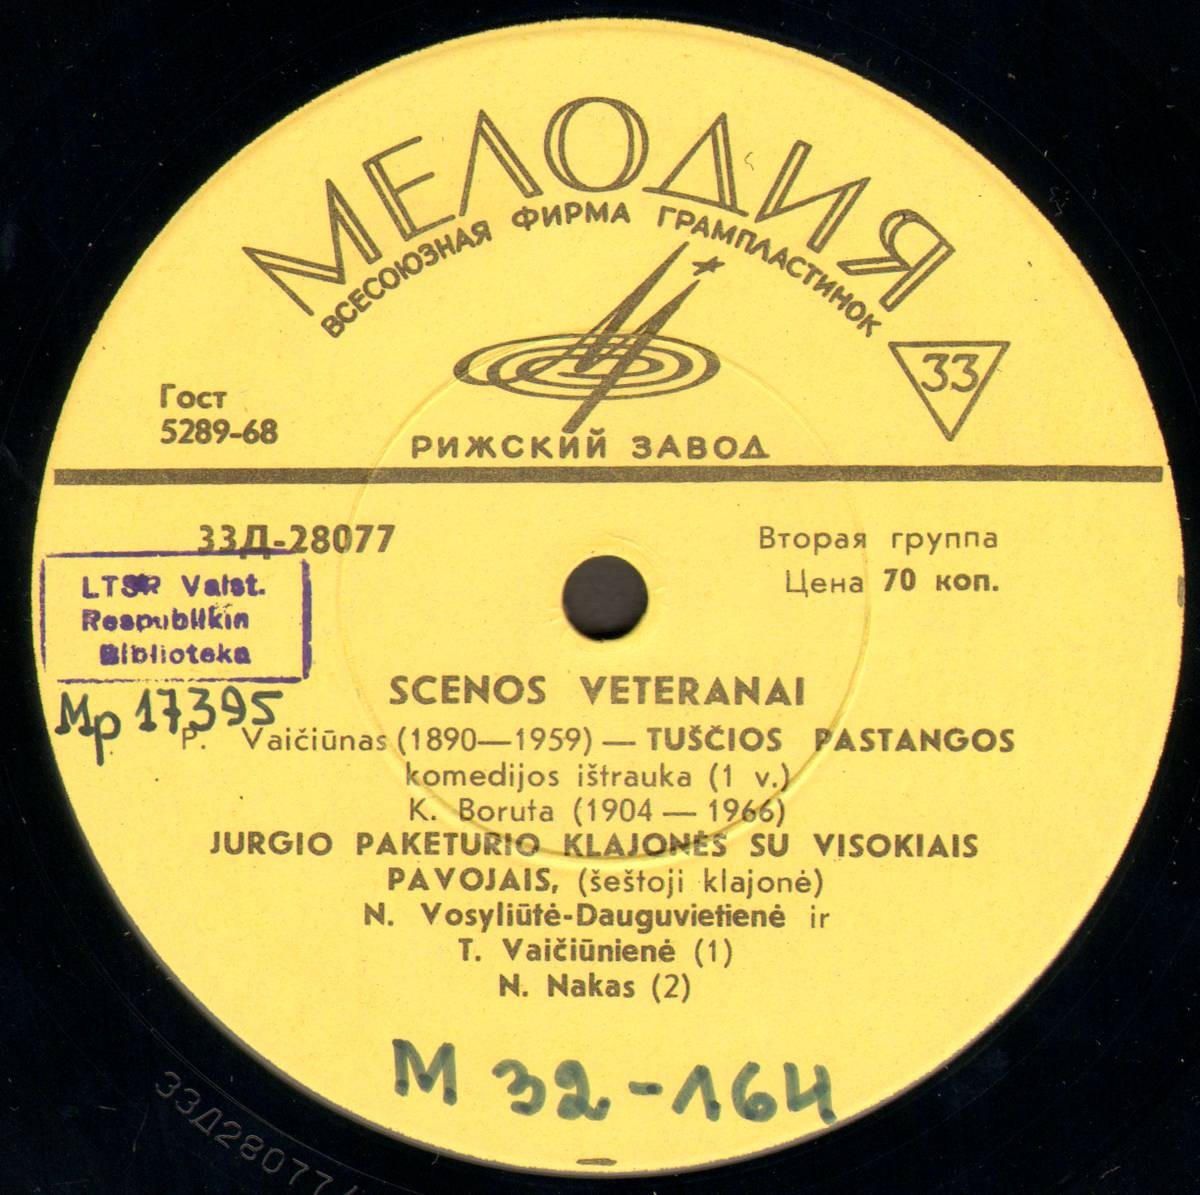 МЕЛОДИЯ
ВСЕСОЮЗНАЯ ФИРМА ГРАМПЛАСТИНОК
33
Гост
5289-68
РИЖСКИЙ ЗАВОД
33Д-28077
Вторая группа
Цена 70 коп.
LTSR Valst.
Respublikin
Biblioteka
Mp 17395
SCENOS VETERANAI
P. Vaičiūnas (1890—1959) — TUŠČIOS PASTANGOS
komedijos ištrauka (1 v.)
K. Boruta (1904 — 1966)
JURGIO PAKETURIO KLAJONĖS SU VISOKIAIS
PAVOJAIS, (šeštoji klajonė)
N. Vosyliūtė-Dauguvietienė ir
T. Vaičiūnienė (1)
N. Nakas (2)
M 32-164
33Д28077/